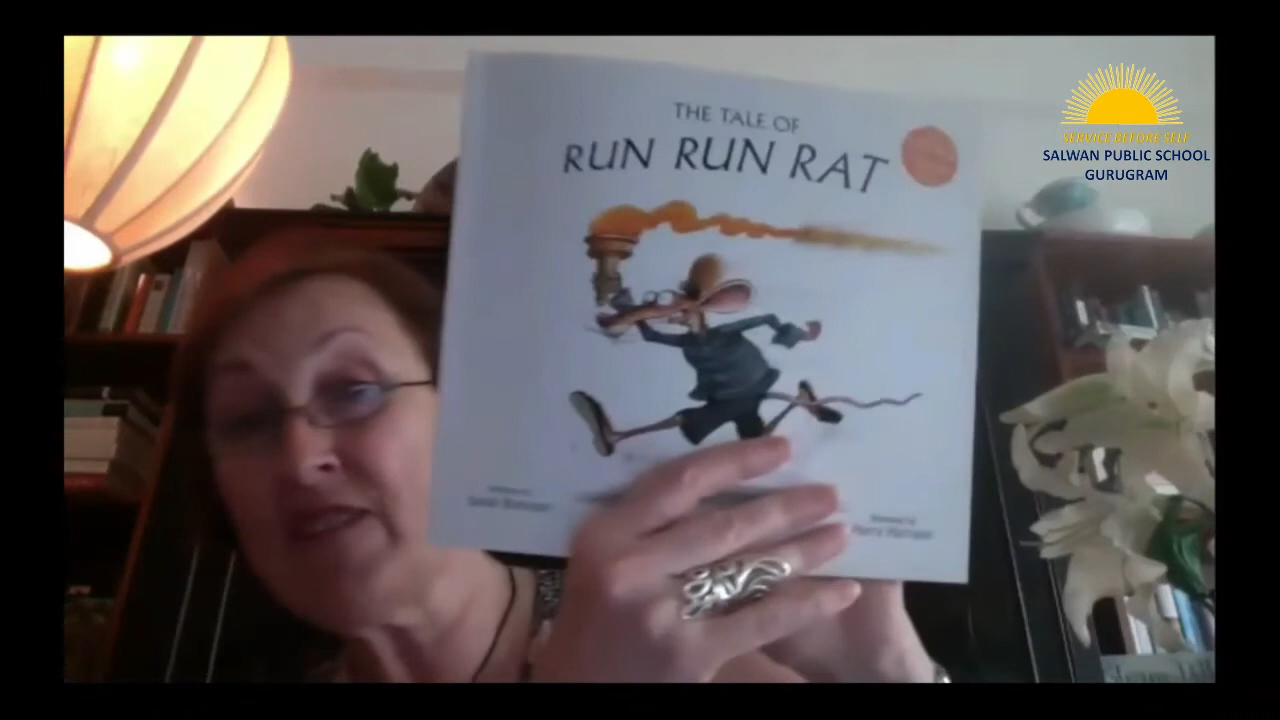 THE TALE OF
RUN RUN RAT
SERVICE BEFORE SELF
SALWAN PUBLIC SCHOOL
GURUGRAM